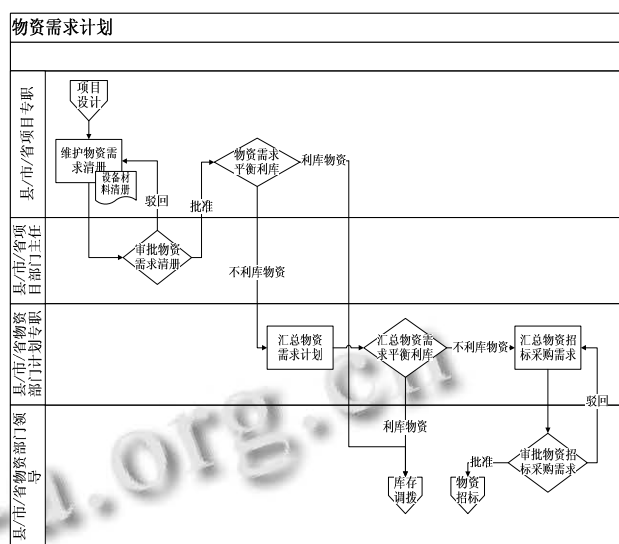 物资需求计划
县/市/省项目专职
项目
设计
维护物资需
求清册
设备材
料清册
驳回
批准
物资需求
平衡利库
利库物资
县/市/省项
目部门主任
审批物资
需求清册
不利库物资
县/市/省物资
部门计划专职
汇总物资
需求计划
汇总物资需
求平衡利库
不利库物资
汇总物资招
标采购需求
驳回
利库物资
县/市/省物资部门领
导
库存
调拨
物资
招标
批准
审批物资招
标采购需求
.org.cn